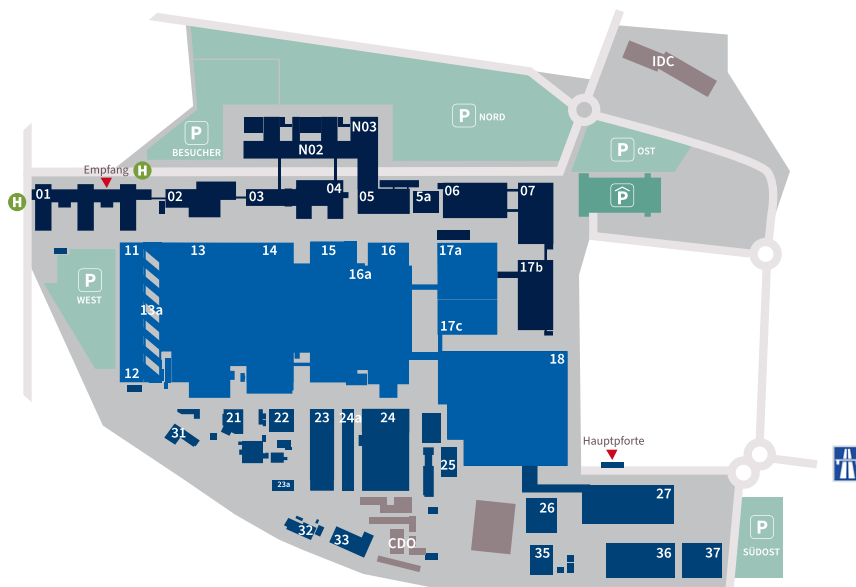 IDC
N03
P
NORD
P
BESUCHER
N02
P
OST
Empfang
H
H
01
02
03
04
05
5a
06
07
P
11
13
14
15
16
16a
17a
17b
P
WEST
13a
17c
12
18
21
22
23
24a
24
31
Hauptpforte
25
23a
27
26
P
SÜDOST
32
33
CDO
35
36
37